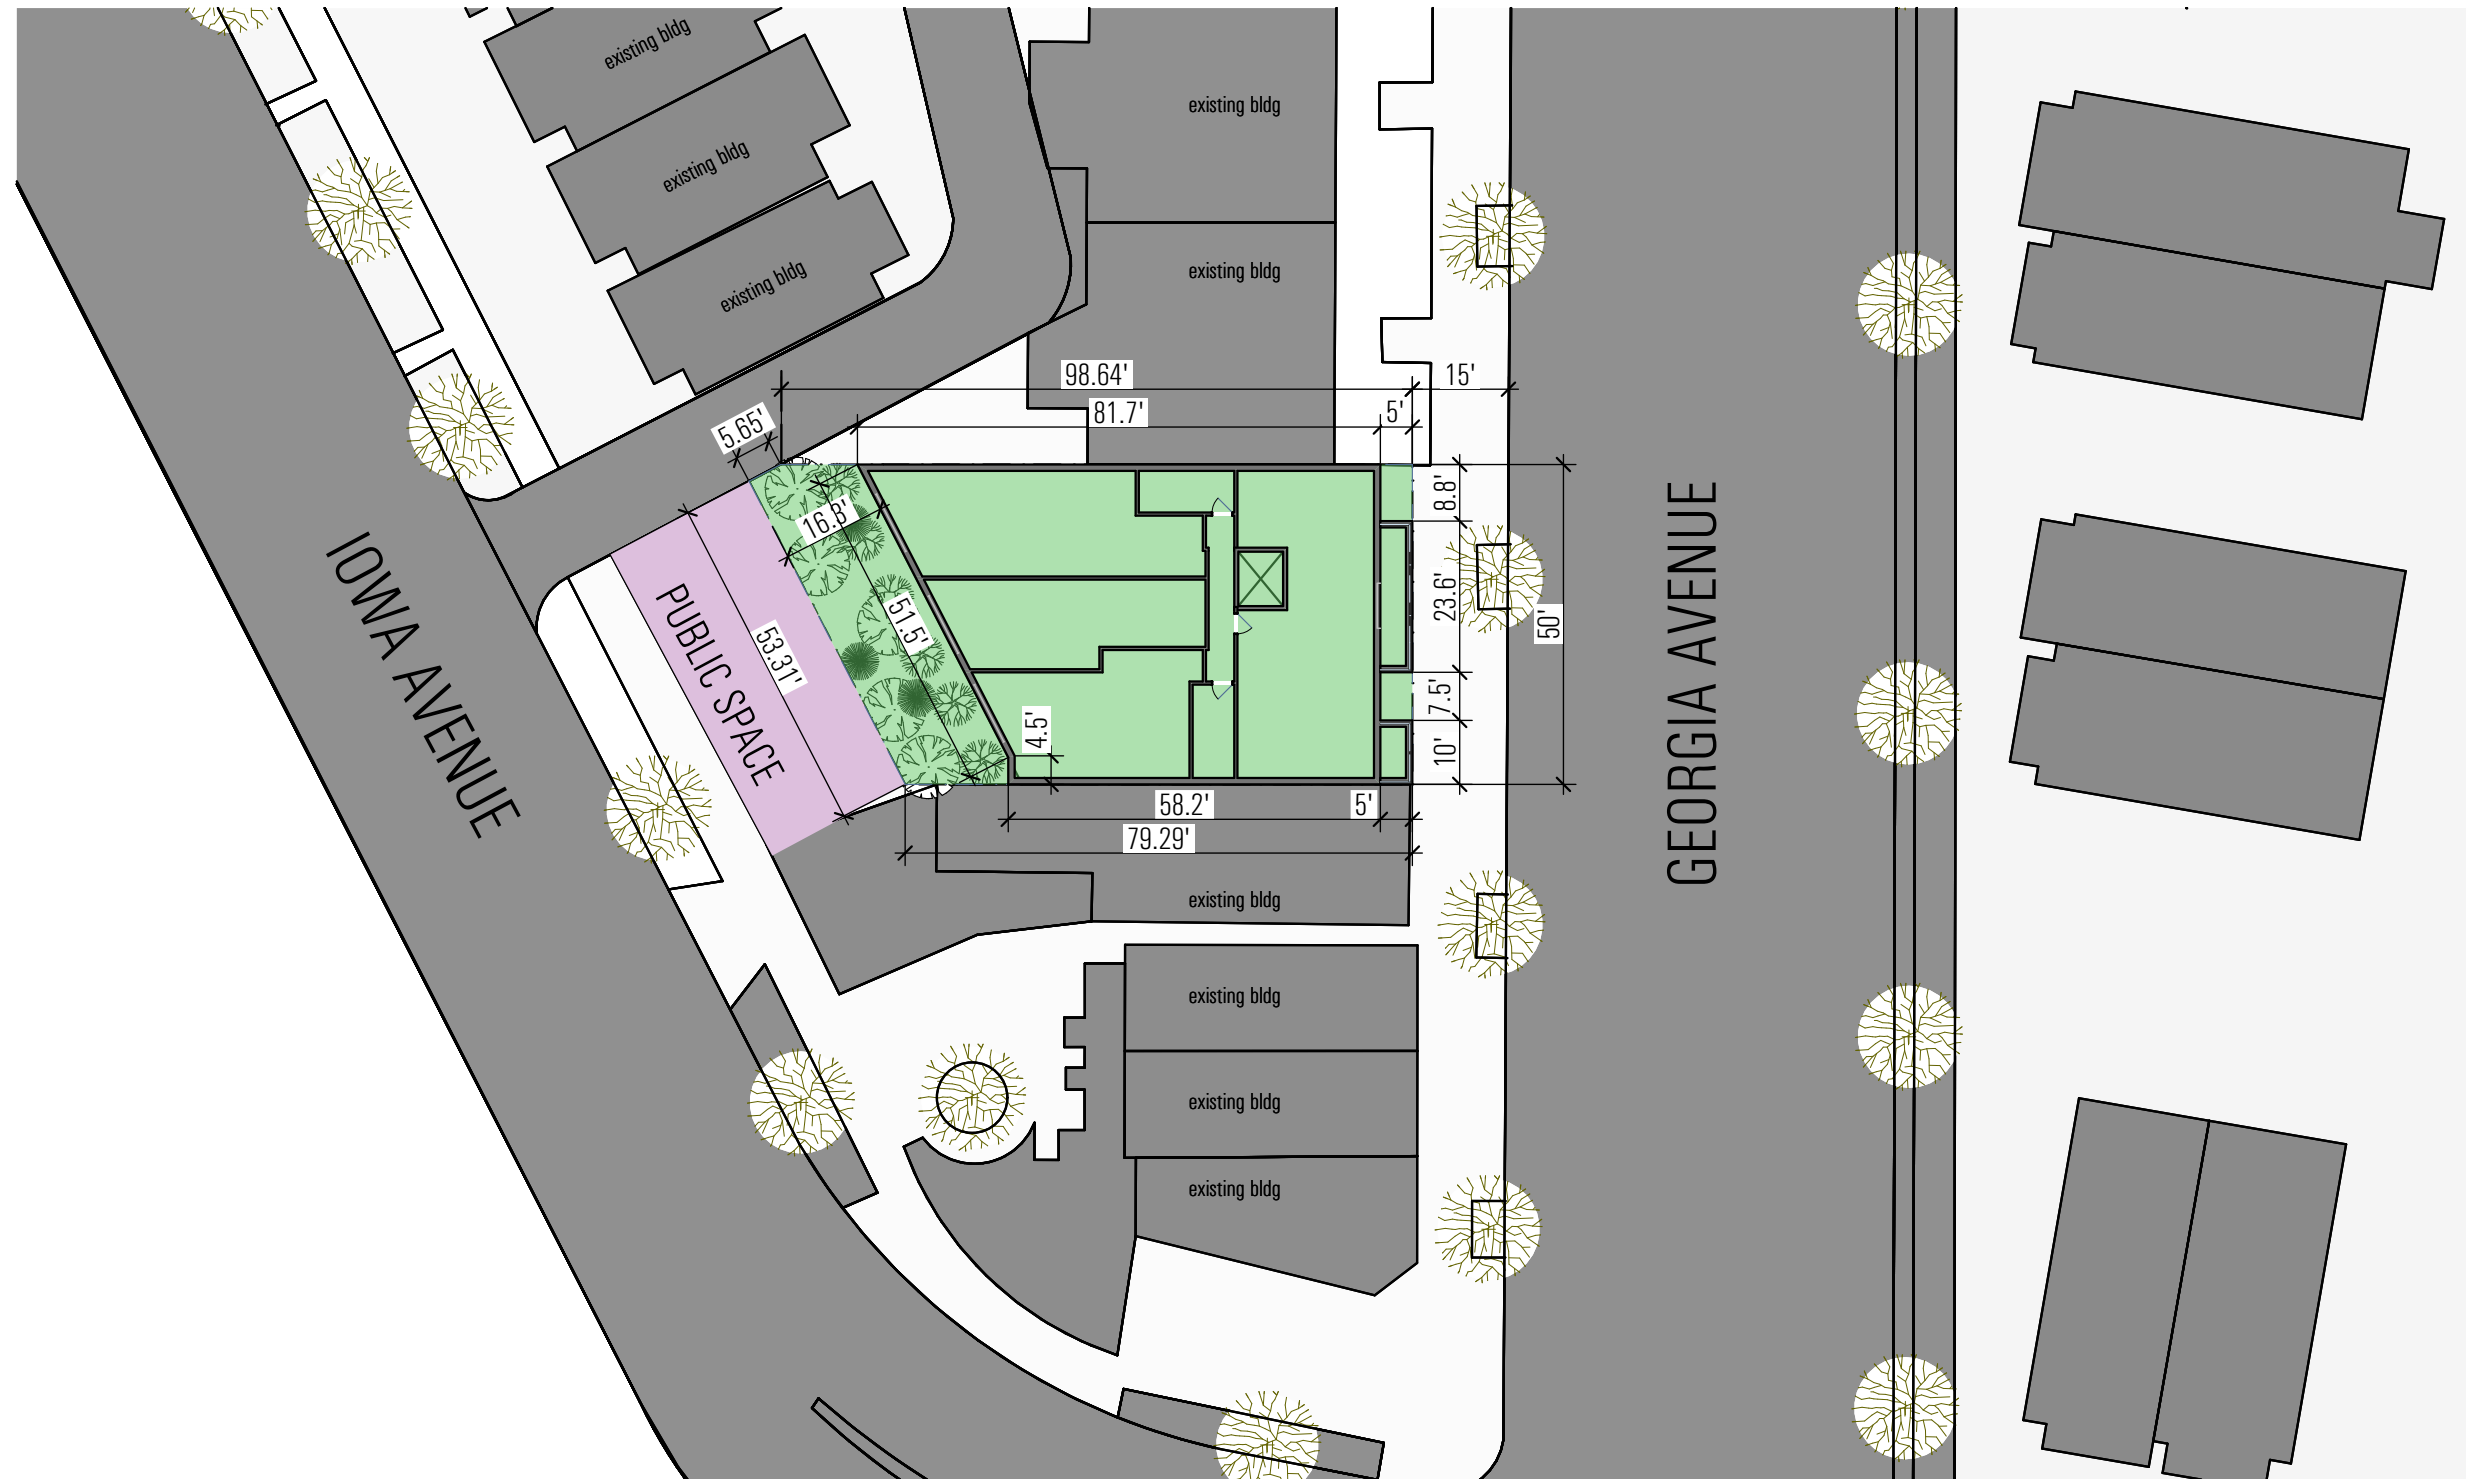 existing bldg
existing bldg
existing bldg
existing bldg
existing bldg
98.64'
15'
81.7'
5'
5.65'
16.3'
8.8'
23.6'
50'
7.5'
10'
51.5'
53.31'
4.5'
PUBLIC SPACE
IOWA AVENUE
GEORGIA AVENUE
58.2'
5'
79.29'
existing bldg
existing bldg
existing bldg
existing bldg